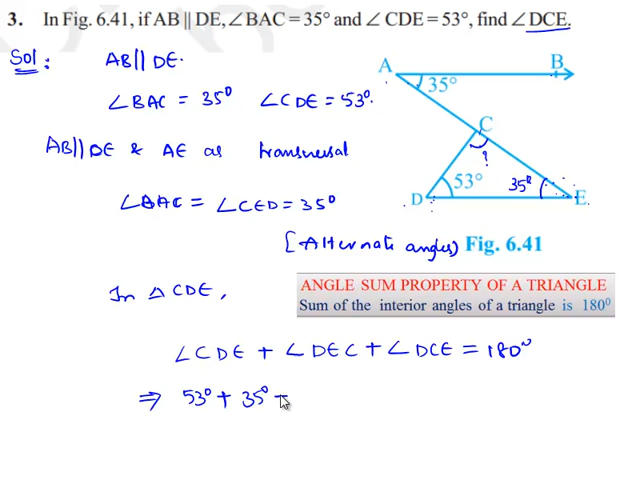 3. In Fig. 6.41, if AB || DE, ∠ BAC = 35° and ∠ CDE = 53°, find ∠ DCE.
Sol :
AB || DE.
∠BAC = 35°   ∠CDE = 53°.
AB || DE & AE as transversal
∠BAC = ∠CED = 35°
[Alternate angles)
A
B
35°
C
?
D
53°
35°
E
Fig. 6.41
In △ CDE,
ANGLE SUM PROPERTY OF A TRIANGLE
Sum of the interior angles of a triangle is 180⁰
∠CDE + ∠DEC + ∠DCE = 180°
⇒ 53° + 35° +